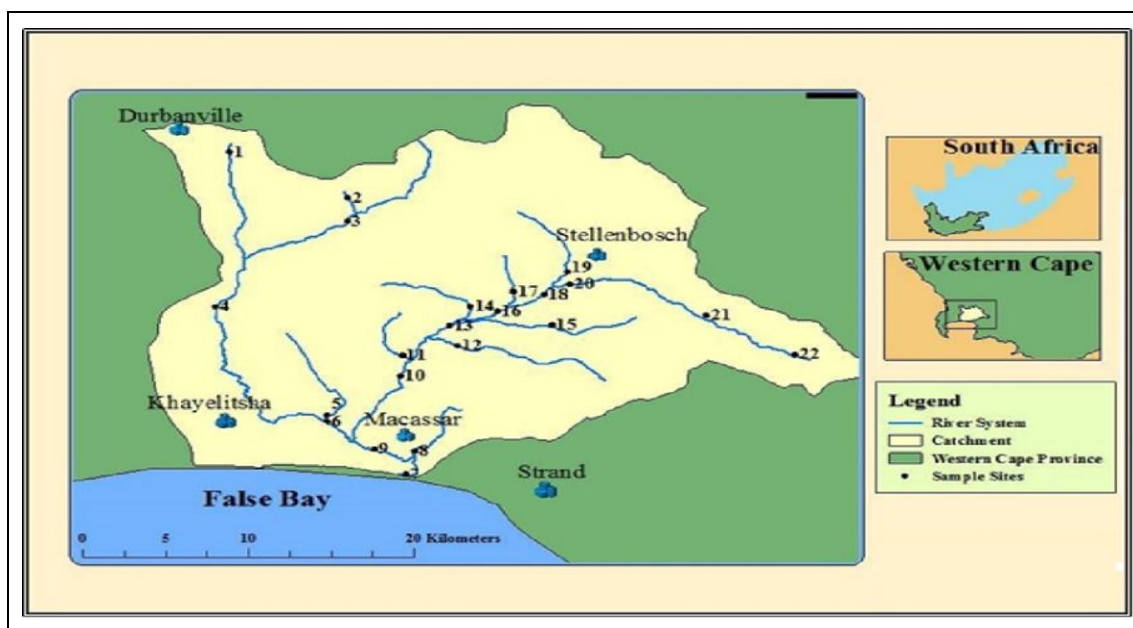 Durbanville
1
2
3
Stellenbosch
19
20
17
18
14
16
4
21
13
15
12
11
22
10
Khayelitsha
5
6
Macassar
9
8
7
Strand
False Bay
0 5 10 20 Kilometers
South Africa
Western Cape
Legend
River System
Catchment
Western Cape Province
Sample Sites